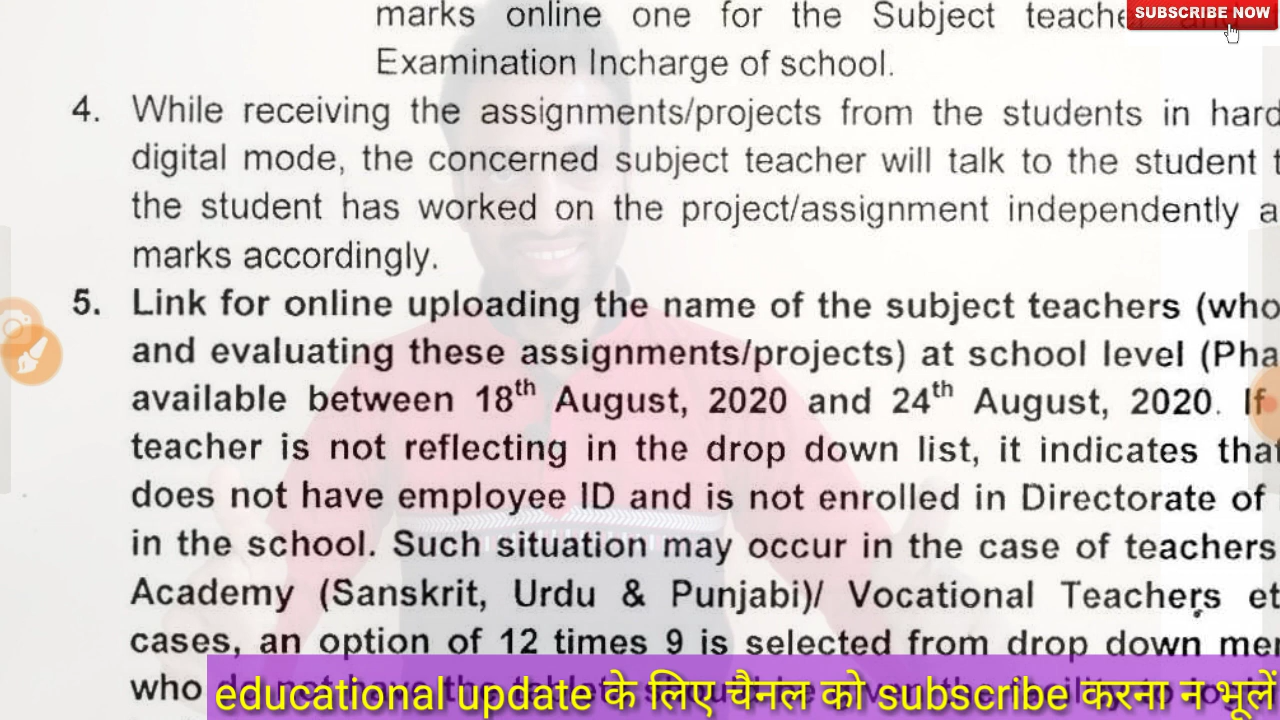 marks online one for the Subject teacher and
SUBSCRIBE NOW
Examination Incharge of school.
4. While receiving the assignments/projects from the students in hard
digital mode, the concerned subject teacher will talk to the student t
the student has worked on the project/assignment independently a
marks accordingly.
5. Link for online uploading the name of the subject teachers (who
and evaluating these assignments/projects) at school level (Pha
available between 18th August, 2020 and 24th August, 2020. If
teacher is not reflecting in the drop down list, it indicates that
does not have employee ID and is not enrolled in Directorate of
in the school. Such situation may occur in the case of teachers
Academy (Sanskrit, Urdu & Punjabi)/ Vocational Teachers et
cases, an option of 12 times 9 is selected from drop down men
who
educational update के लिए चैनल को subscribe करना न भूलें